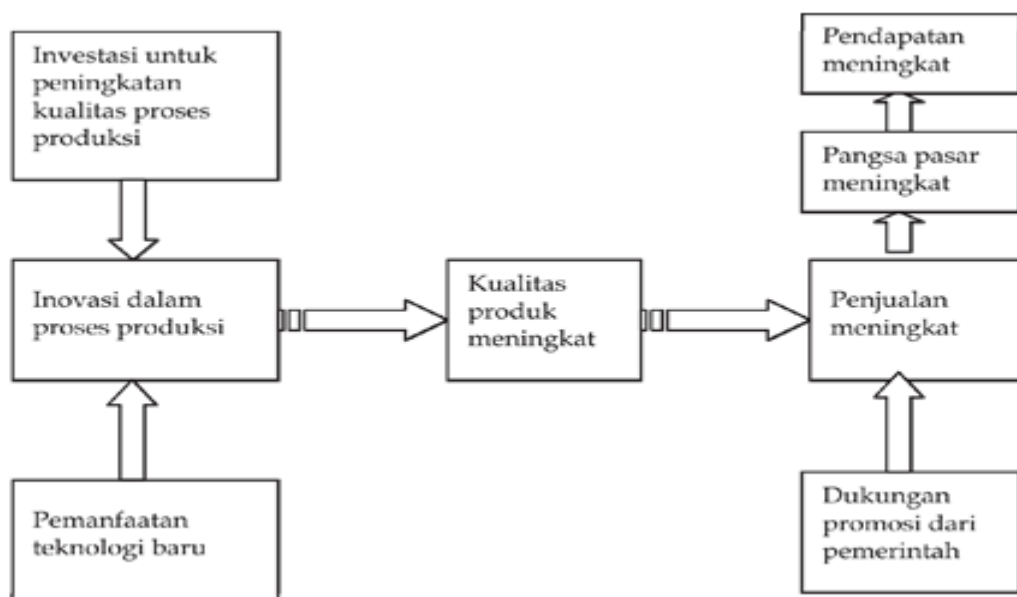 Investasi untuk
peningkatan
kualitas proses
produksi
Pendapatan
meningkat
Pangsa pasar
meningkat
Inovasi dalam
proses produksi
Kualitas
produk
meningkat
Penjualan
meningkat
Pemanfaatan
teknologi baru
Dukungan
promosi dari
pemerintah